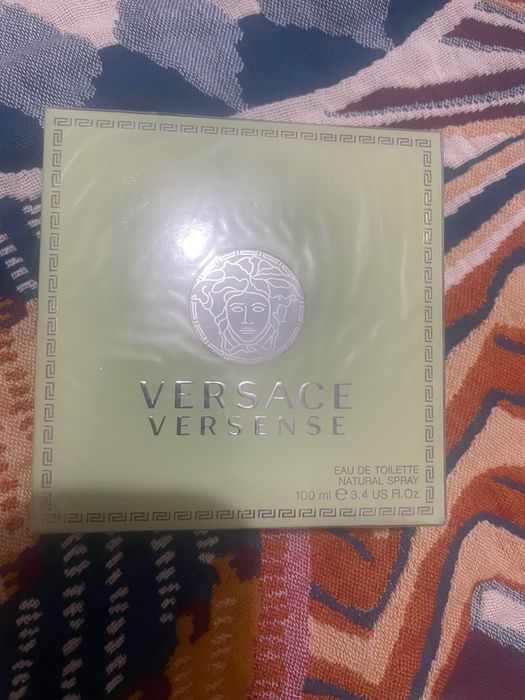 VERSACE
VERSENSE
EAU DE TOILETTE
NATURAL SPRAY
100 ml ℮ 3.4 US Fl.Oz.